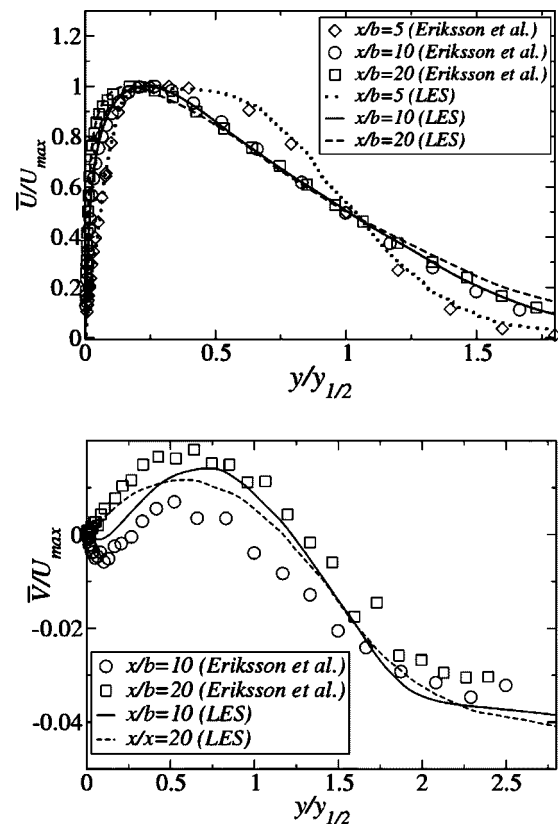 1.2
1
0.8
0.6
0.4
0.2
0
U̅/U_max
x/b=5 (Eriksson et al.)
x/b=10 (Eriksson et al.)
x/b=20 (Eriksson et al.)
x/b=5 (LES)
x/b=10 (LES)
x/b=20 (LES)
0 0.5 1 1.5
y/y_1/2
0
-0.02
-0.04
V̅/U_max
x/b=10 (Eriksson et al.)
x/b=20 (Eriksson et al.)
x/b=10 (LES)
x/x=20 (LES)
0 0.5 1 1.5 2 2.5
y/y_1/2